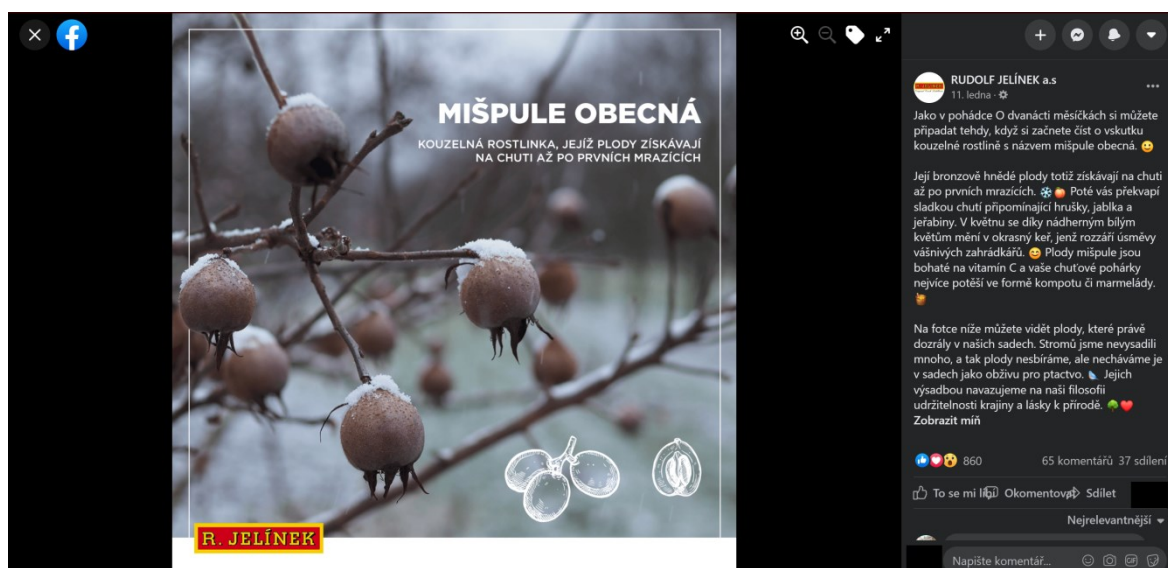 MIŠPULE OBECNÁ
KOUZELNÁ ROSTLINKA, JEJÍŽ PLODY ZÍSKÁVAJÍ
NA CHUTI AŽ PO PRVNÍCH MRAZÍCÍCH
R. JELÍNEK
RUDOLF JELÍNEK a.s
11. ledna ·
Jako v pohádce O dvanácti měsíčkách si můžete
připadat tehdy, když si začnete číst o vskutku
kouzelné rostlině s názvem mišpule obecná. 😀
Její bronzově hnědé plody totiž získávají na chuti
až po prvních mrazících. ❄🍑 Poté vás překvapí
sladkou chutí připomínající hrušky, jablka a
jeřabiny. V květnu se díky nádherným bílým
květům mění v okrasný keř, jenž rozzáří úsměvy
vášnivých zahrádkářů. 😊 Plody mišpule jsou
bohaté na vitamín C a vaše chuťové pohárky
nejvíce potěší ve formě kompotu či marmelády.
Na fotce níže můžete vidět plody, které právě
dozrály v našich sadech. Stromů jsme nevysadili
mnoho, a tak plody nesbíráme, ale necháváme je
v sadech jako obživu pro ptactvo. Jejich
výsadbou navazujeme na naši filosofii
udržitelnosti krajiny a lásky k přírodě. 🌳❤
Zobrazit míň
860 65 komentářů 37 sdílení
To se mi líbí Okomentovat Sdílet
Nejrelevantnější
Napište komentář... GIF